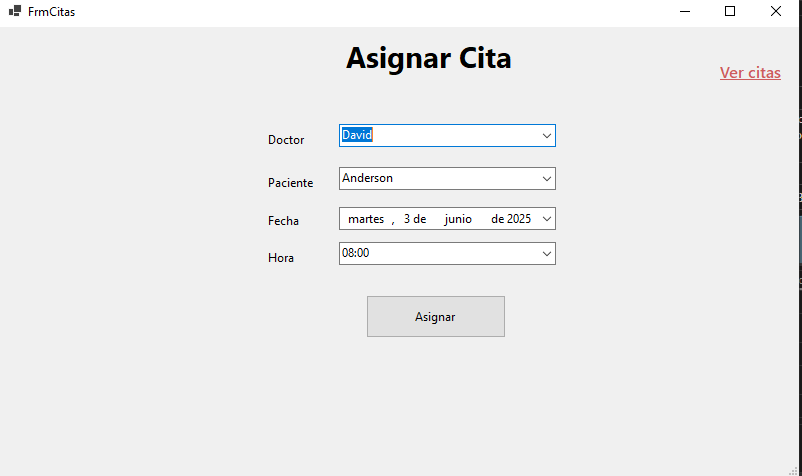 FrmCitas
Asignar Cita
Ver citas
Doctor David
Paciente Anderson
Fecha martes , 3 de junio de 2025
Hora 08:00
Asignar